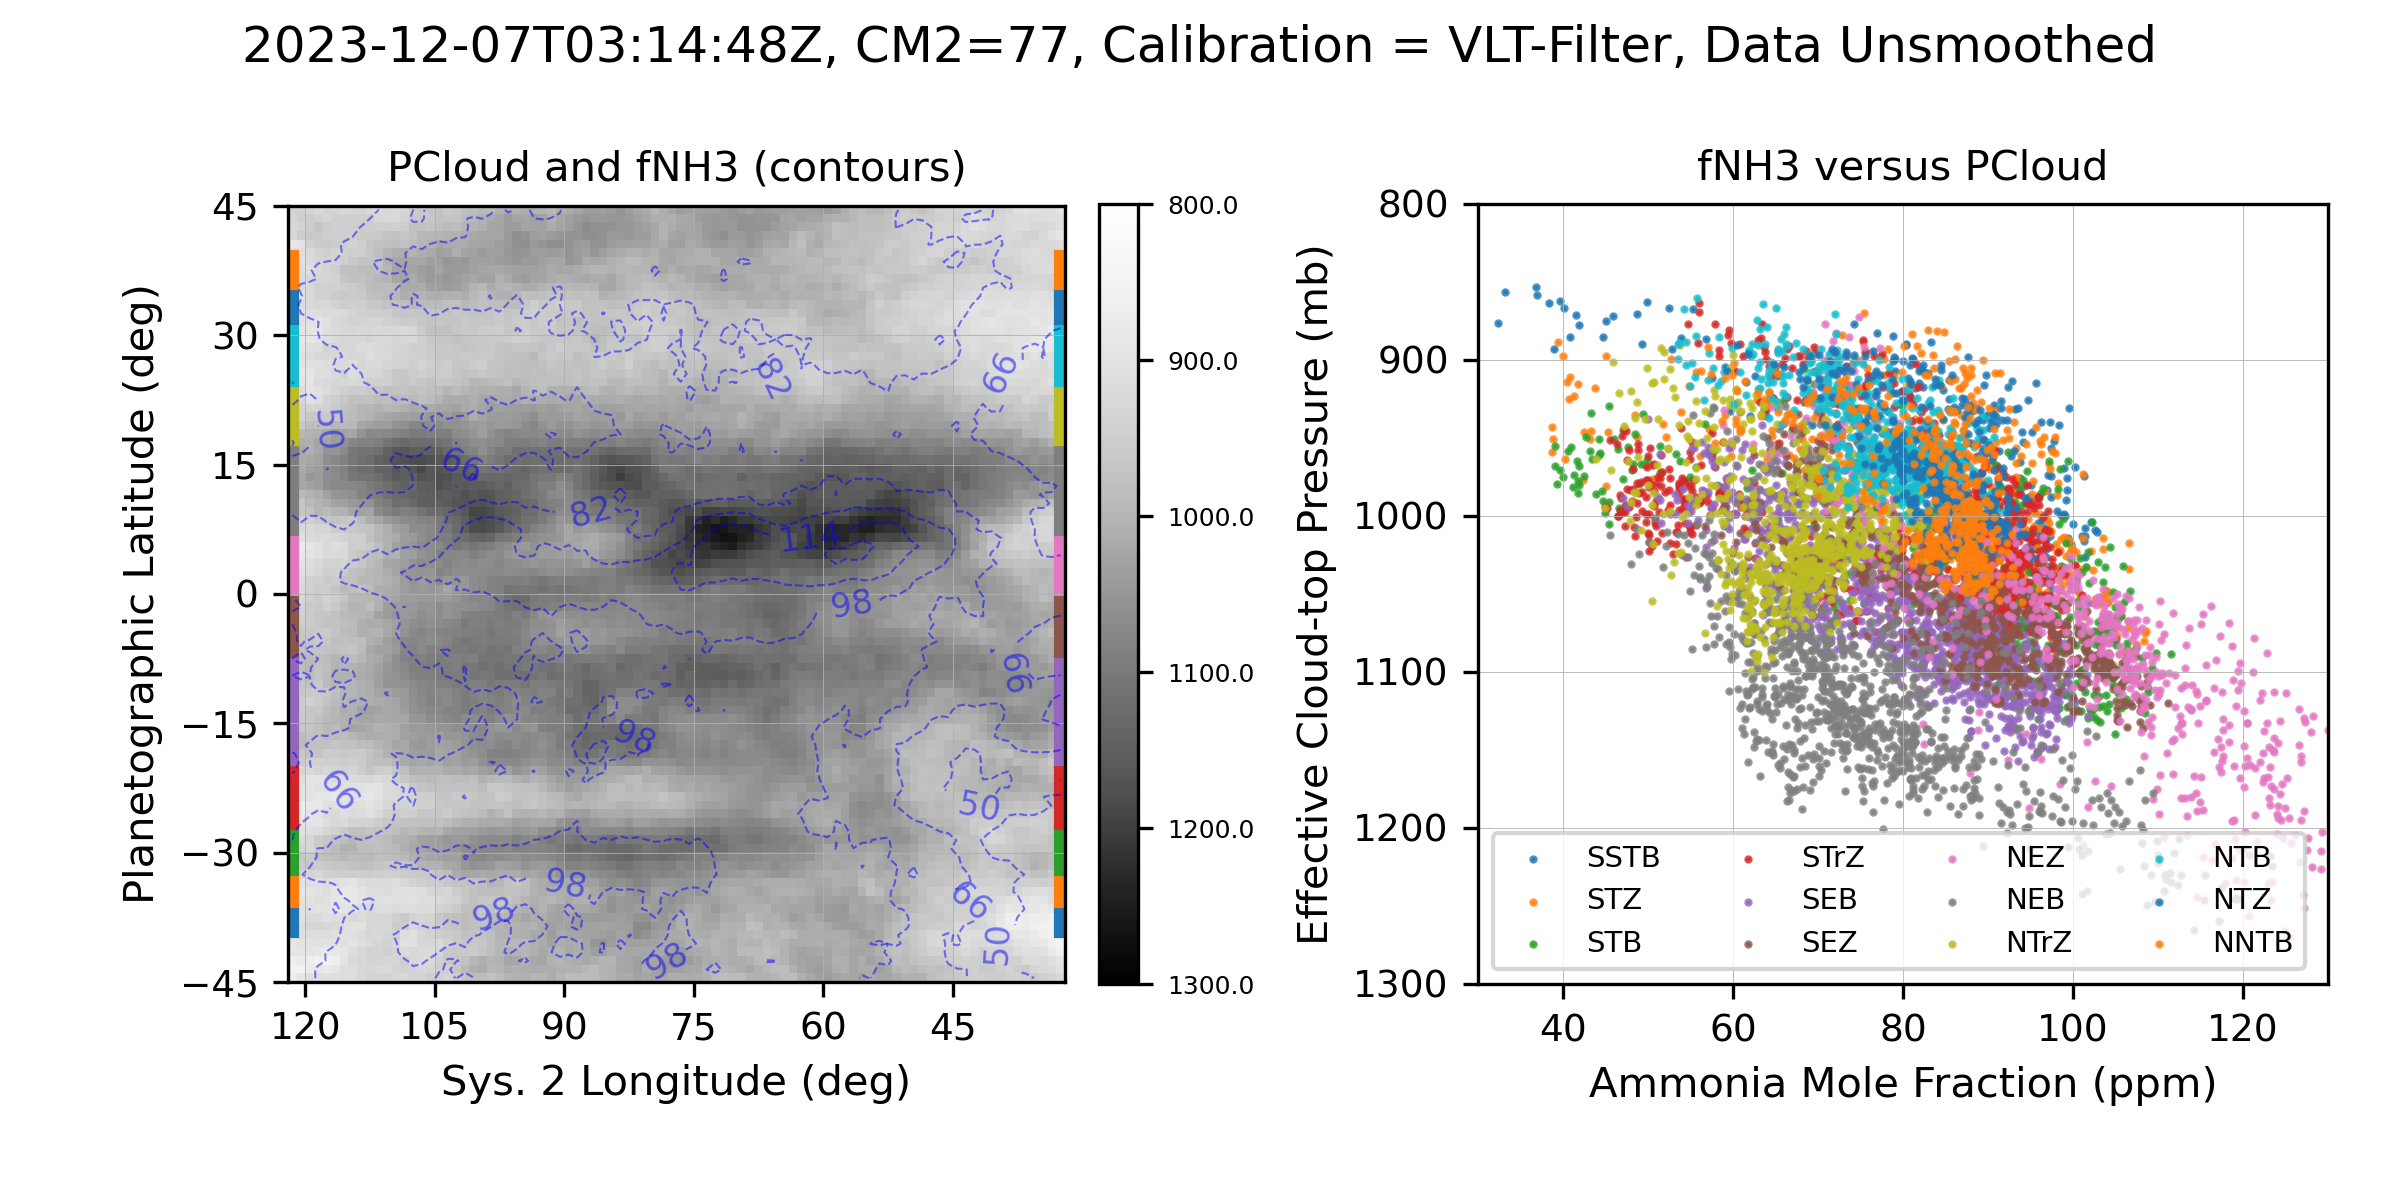 2023-12-07T03:14:48Z, CM2=77, Calibration = VLT-Filter, Data Unsmoothed
PCloud and fNH3 (contours)
45
30
15
0
−15
−30
−45
Planetographic Latitude (deg)
120 105 90 75 60 45
Sys. 2 Longitude (deg)
82
66
50
66
82
114
98
66
98
66
50
98
98
66
50
98
800.0
900.0
1000.0
1100.0
1200.0
1300.0
fNH3 versus PCloud
800
900
1000
1100
1200
1300
Effective Cloud-top Pressure (mb)
SSTB STrZ NEZ NTB
STZ SEB NEB NTZ
STB SEZ NTrZ NNTB
40 60 80 100 120
Ammonia Mole Fraction (ppm)